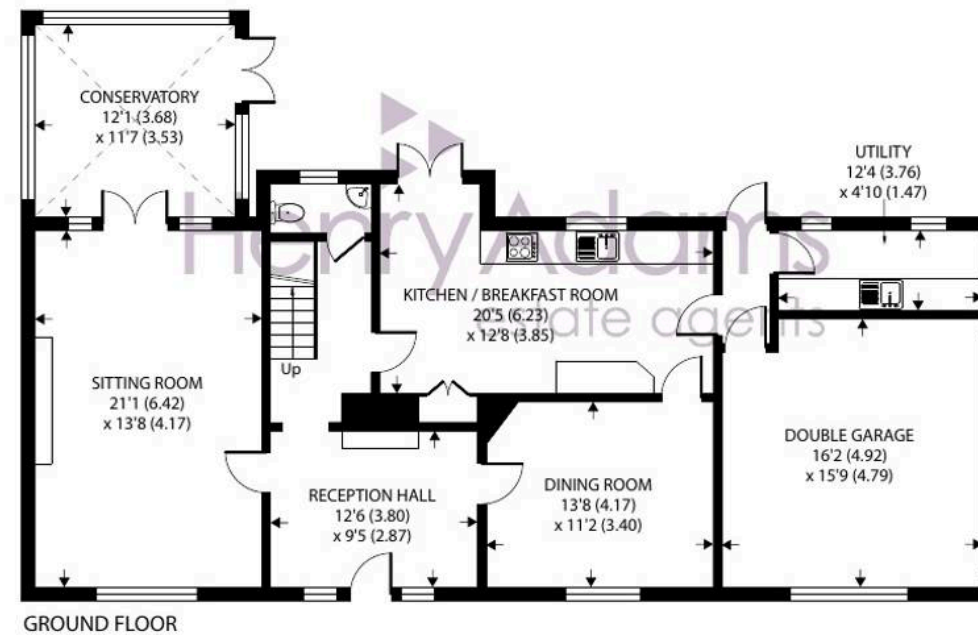 CONSERVATORY
12'1 (3.68)
x 11'7 (3.53)
UTILITY
12'4 (3.76)
x 4'10 (1.47)
HenryAdams
estate agents
KITCHEN / BREAKFAST ROOM
20'5 (6.23)
x 12'8 (3.85)
Up
SITTING ROOM
21'1 (6.42)
x 13'8 (4.17)
DOUBLE GARAGE
16'2 (4.92)
x 15'9 (4.79)
RECEPTION HALL
12'6 (3.80)
x 9'5 (2.87)
DINING ROOM
13'8 (4.17)
x 11'2 (3.40)
GROUND FLOOR